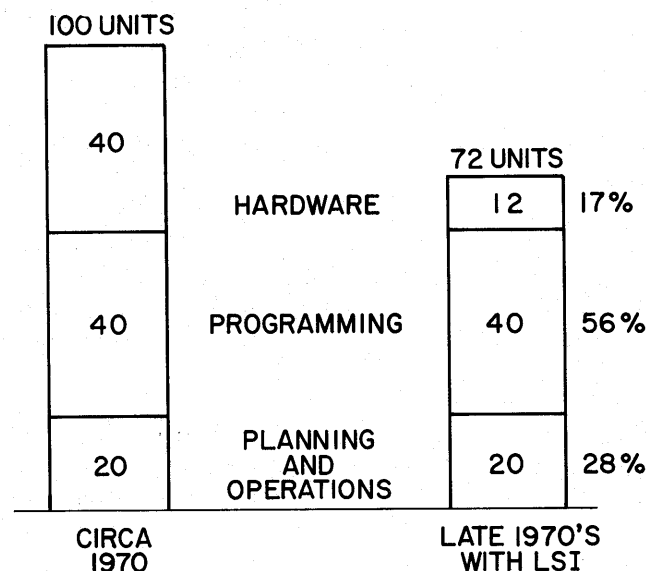 100 UNITS
40
72 UNITS
HARDWARE
12
17%
40
PROGRAMMING
40
56%
20
PLANNING
AND
OPERATIONS
20
28%
CIRCA
1970
LATE 1970'S
WITH LSI